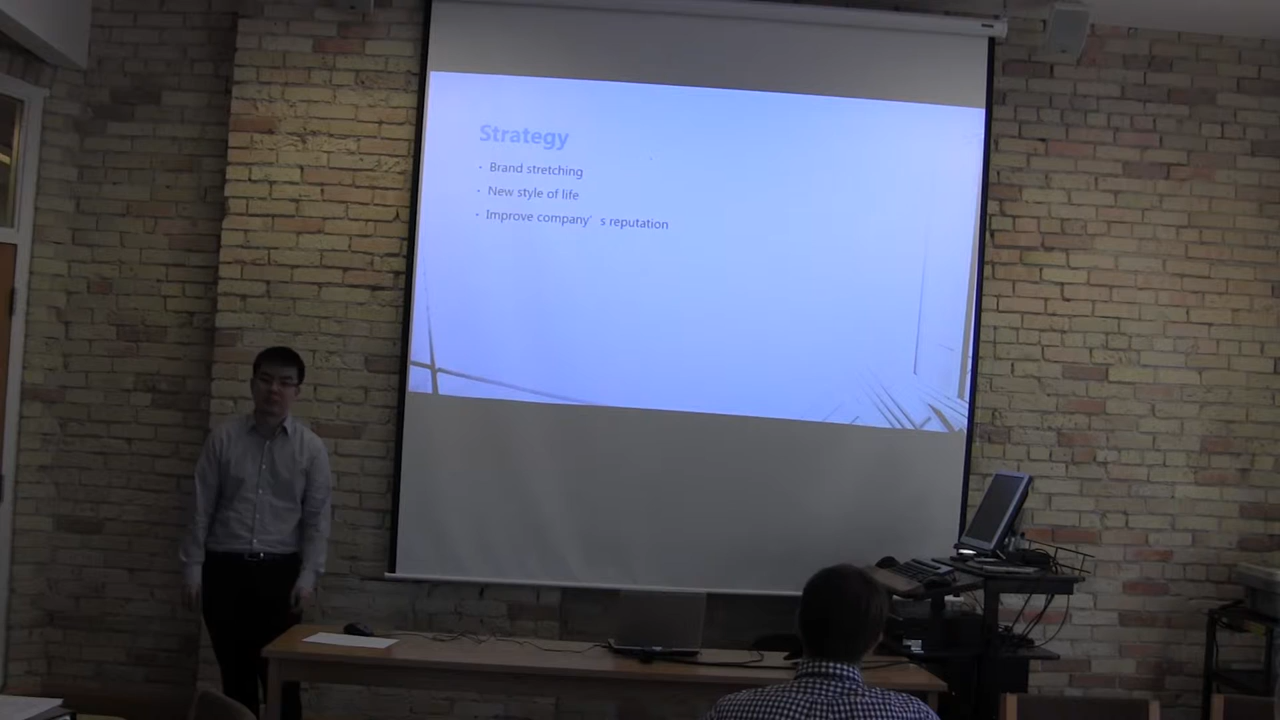 Strategy
· Brand stretching
· New style of life
· Improve company' s reputation